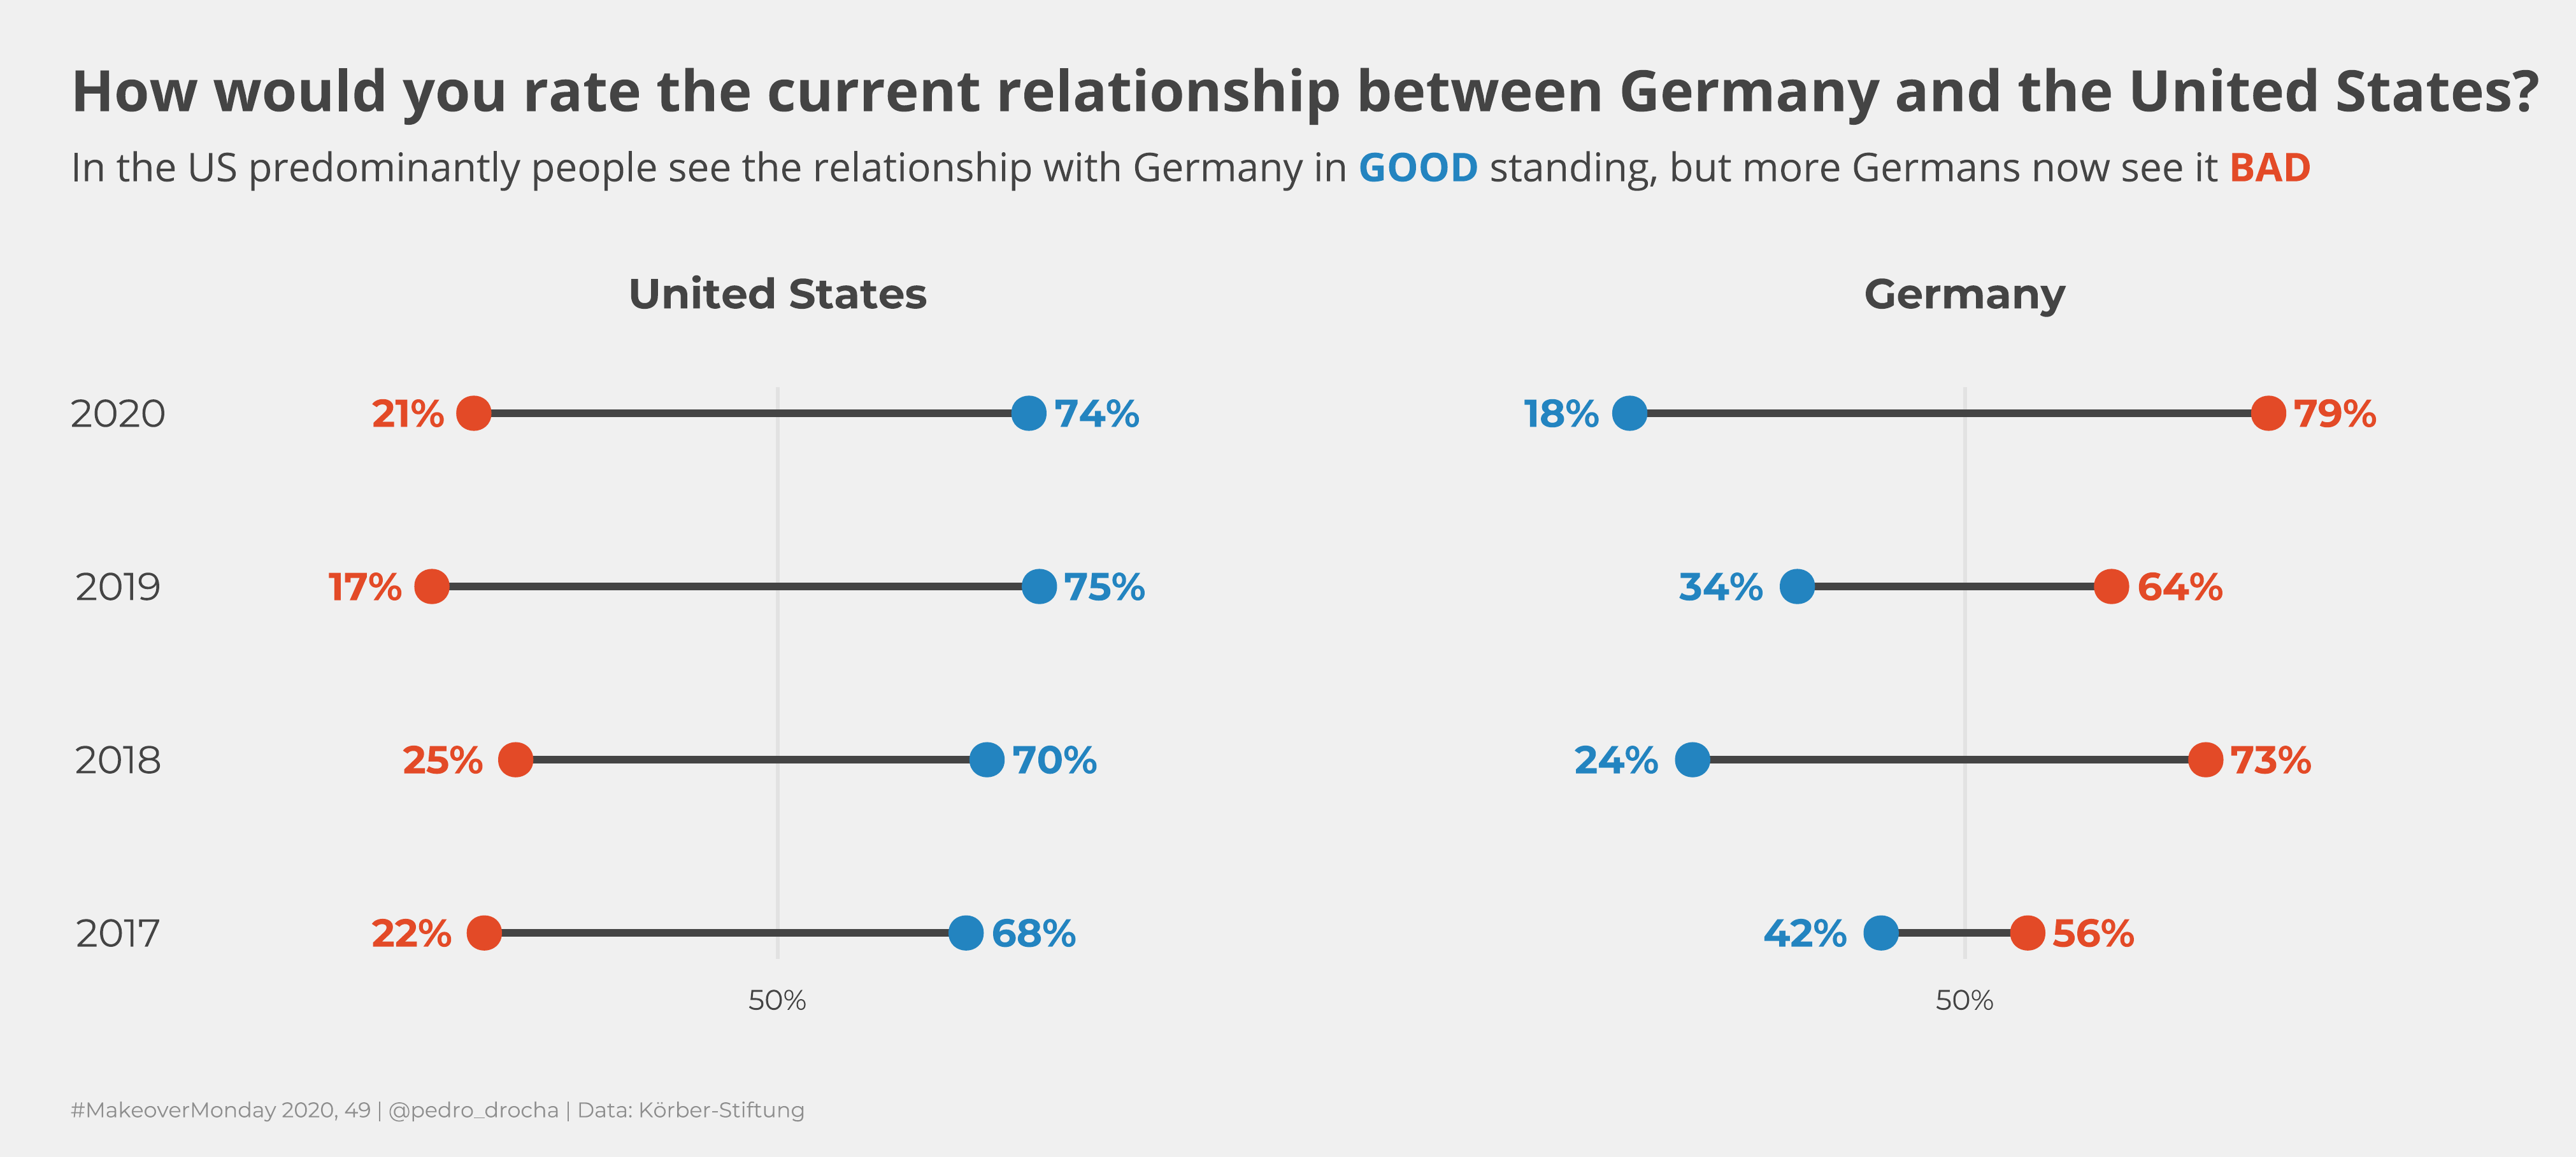 How would you rate the current relationship between Germany and the United States?
In the US predominantly people see the relationship with Germany in GOOD standing, but more Germans now see it BAD
United States
Germany
2020 21% 74% 18% 79%
2019 17% 75% 34% 64%
2018 25% 70% 24% 73%
2017 22% 68% 42% 56%
50% 50%
#MakeoverMonday 2020, 49 | @pedro_drocha | Data: Körber-Stiftung